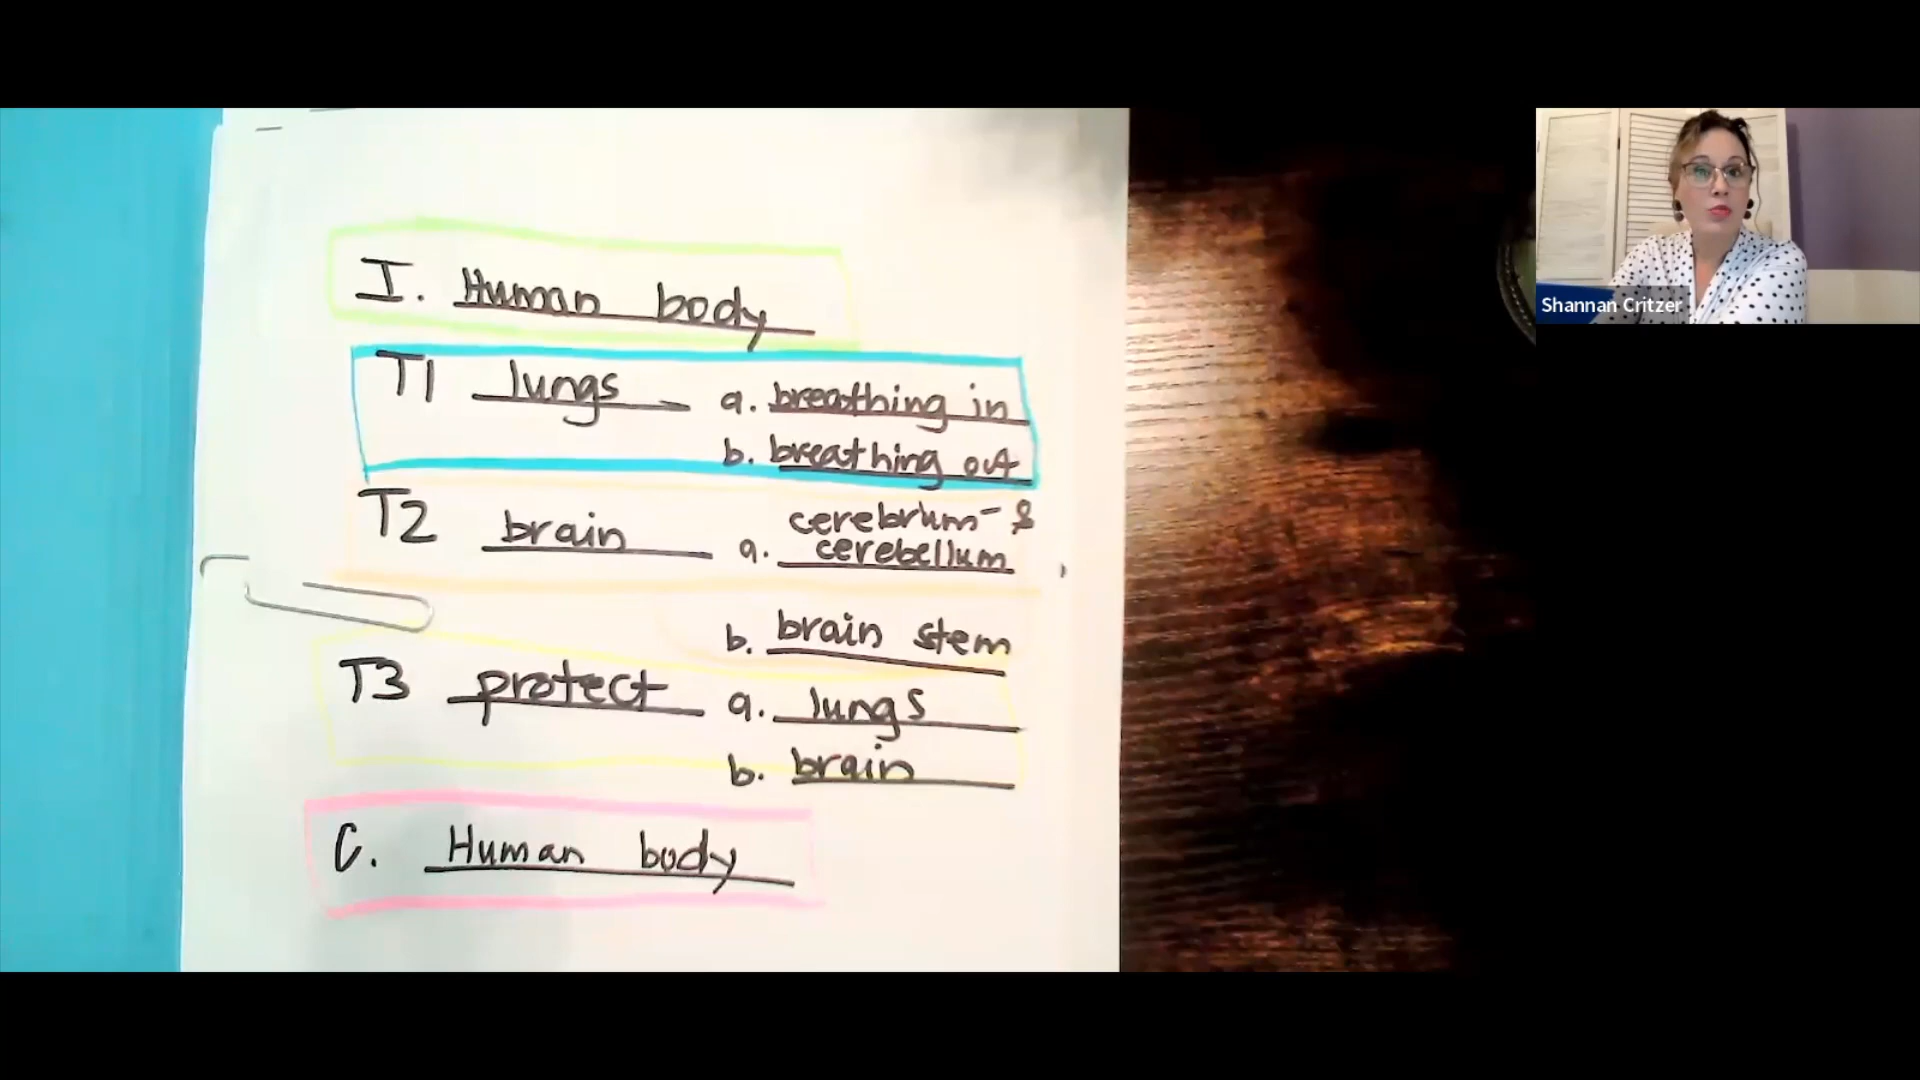 I. Human body
T1 lungs a. breathing in
b. breathing out
T2 brain a. cerebrum - &
cerebellum
b. brain stem
T3 protect a. lungs
b. brain
C. Human body
Shannan Critzer